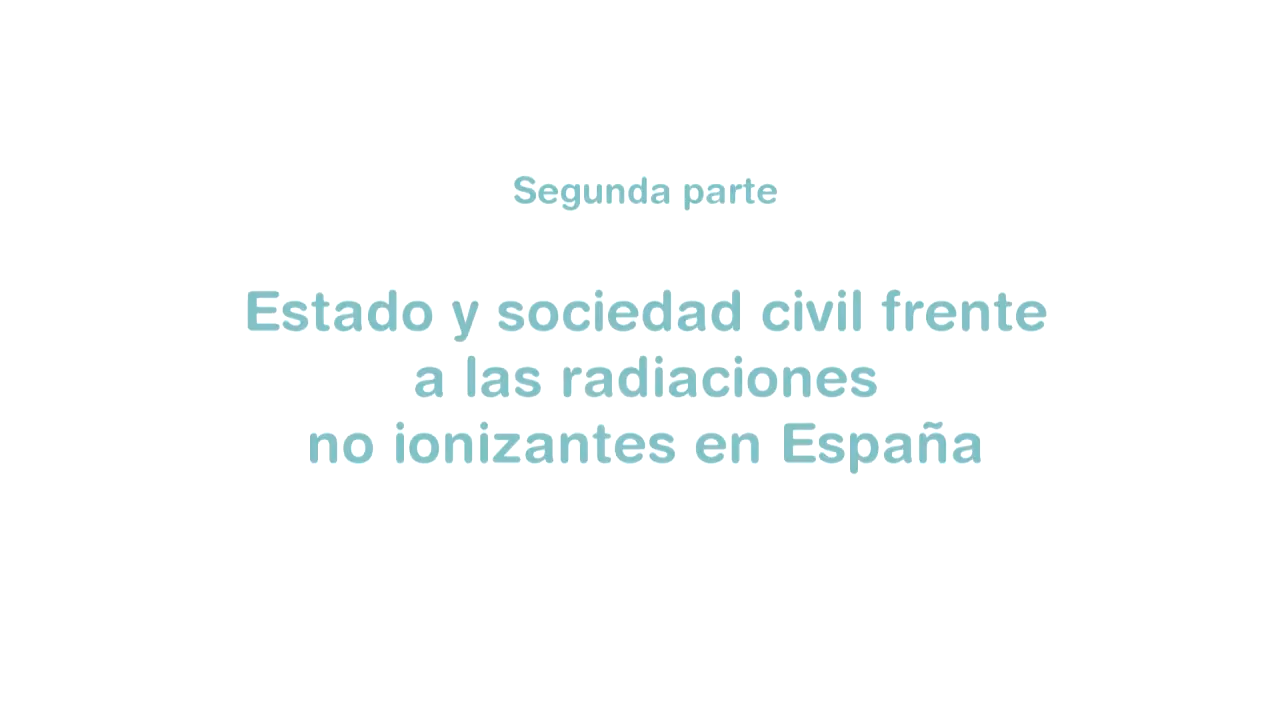 Segunda parte
Estado y sociedad civil frente
a las radiaciones
no ionizantes en España